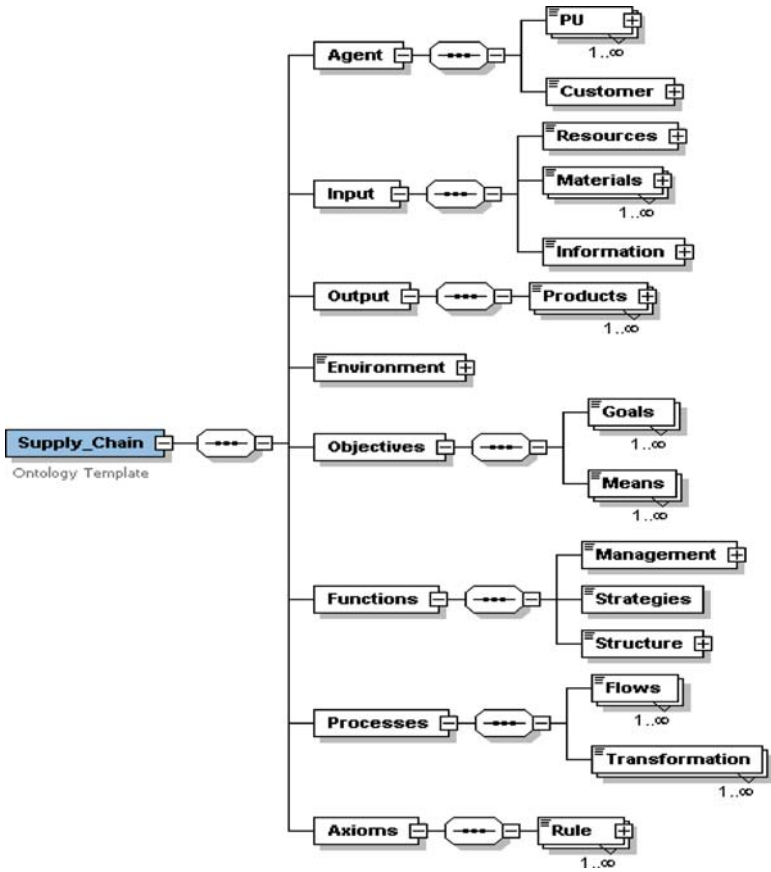 PU
1..∞
Agent
Customer
Resources
Input
Materials
1..∞
Information
Output
Products
1..∞
Environment
Goals
1..∞
Supply_Chain
Ontology Template
Objectives
Means
1..∞
Management
Functions
Strategies
Structure
Flows
1..∞
Processes
Transformation
1..∞
Axioms
Rule
1..∞